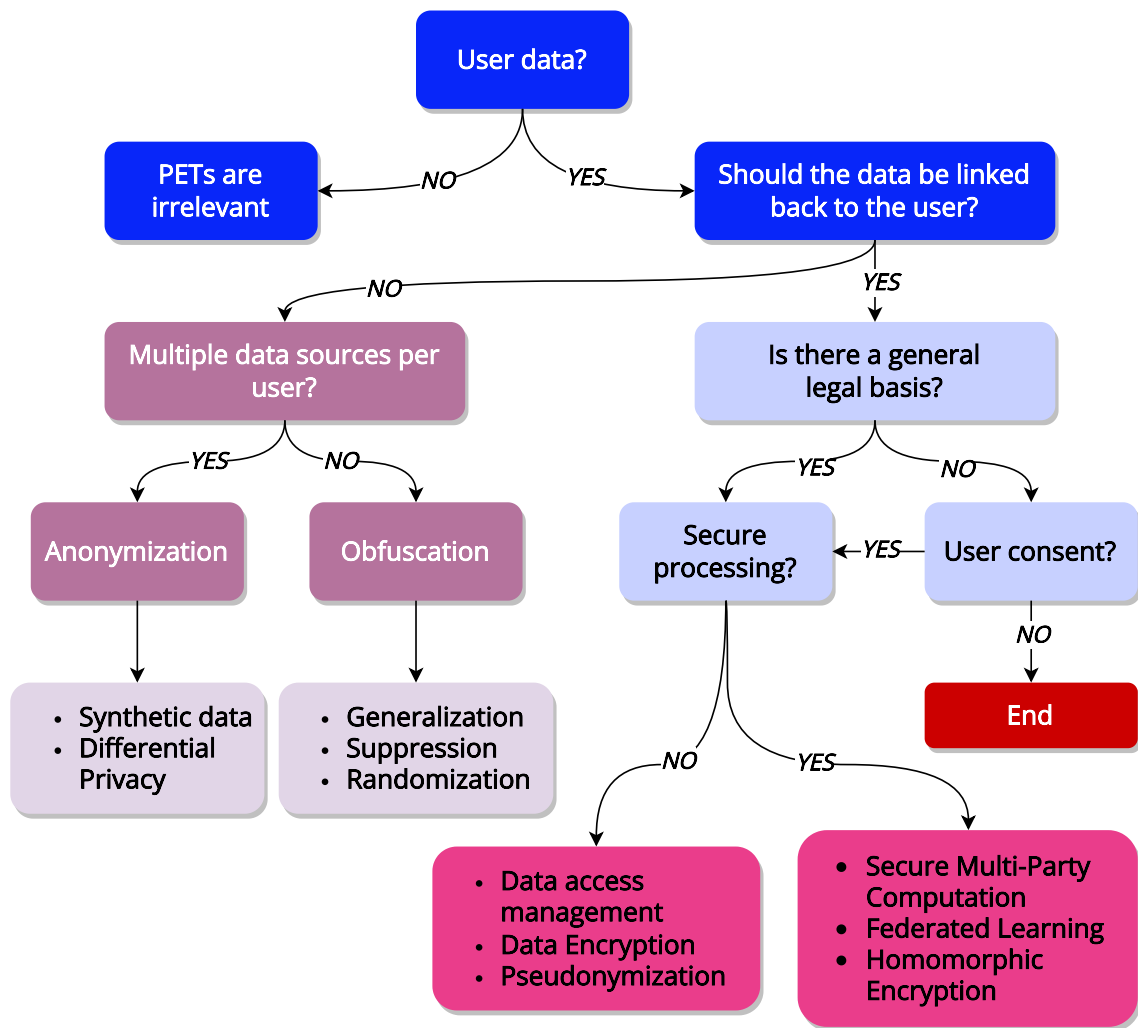 User data?
PETs are
irrelevant
NO
YES
Should the data be linked
back to the user?
NO
YES
Multiple data sources per
user?
Is there a general
legal basis?
YES
NO
YES
NO
Anonymization
Obfuscation
Secure
processing?
YES
User consent?
NO
• Synthetic data
• Differential
Privacy
• Generalization
• Suppression
• Randomization
End
NO
YES
• Data access
management
• Data Encryption
• Pseudonymization
• Secure Multi-Party
Computation
• Federated Learning
• Homomorphic
Encryption